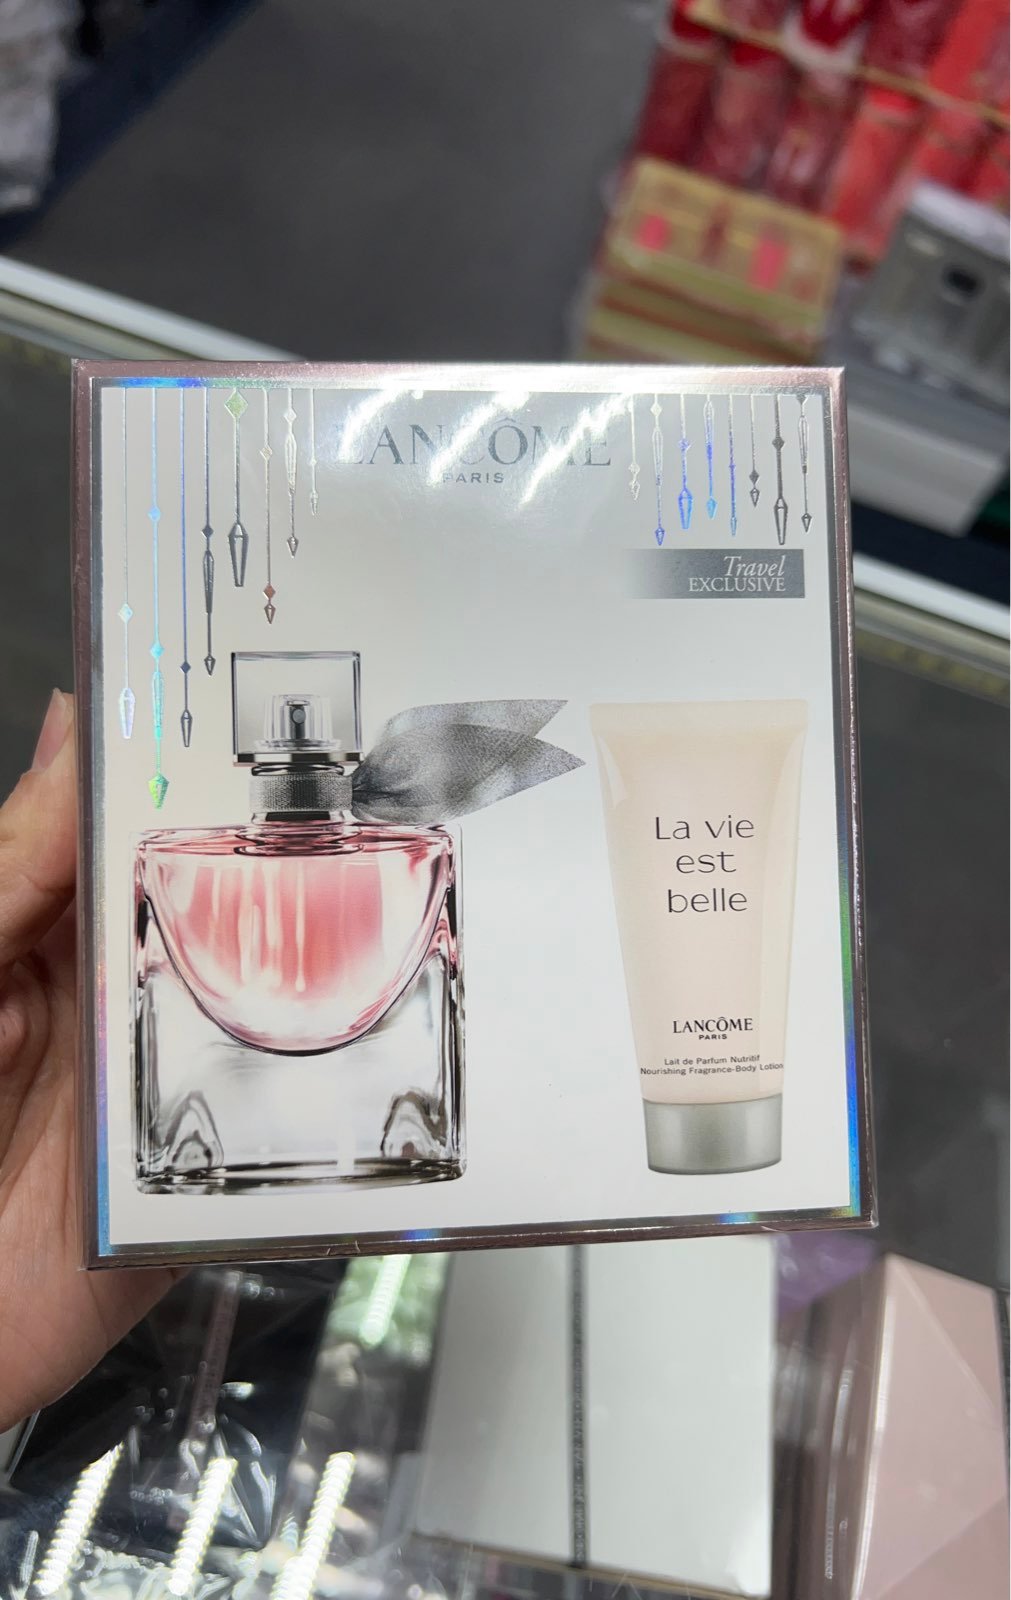 LANCÔME
PARIS
Travel
EXCLUSIVE
La vie
est
belle
LANCÔME
PARIS
Lait de Parfum Nutritif
Nourishing Fragrance-Body Lotion